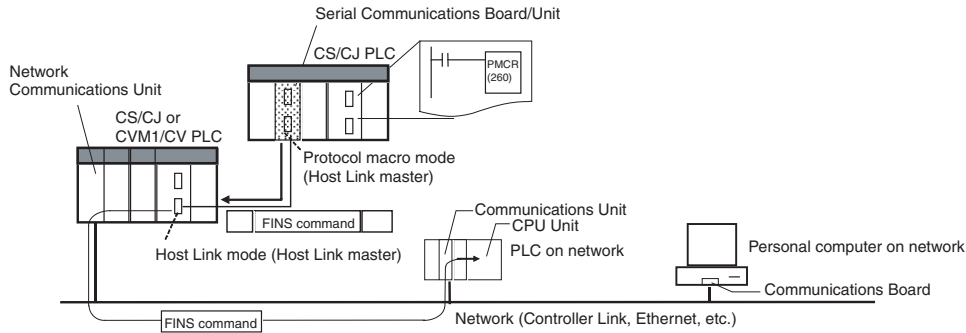 Serial Communications Board/Unit
CS/CJ PLC
PMCR
(260)
Network
Communications Unit
CS/CJ or
CVM1/CV PLC
Protocol macro mode
(Host Link master)
FINS command
Host Link mode (Host Link master)
Communications Unit
CPU Unit
PLC on network
Personal computer on network
Communications Board
FINS command
Network (Controller Link, Ethernet, etc.)